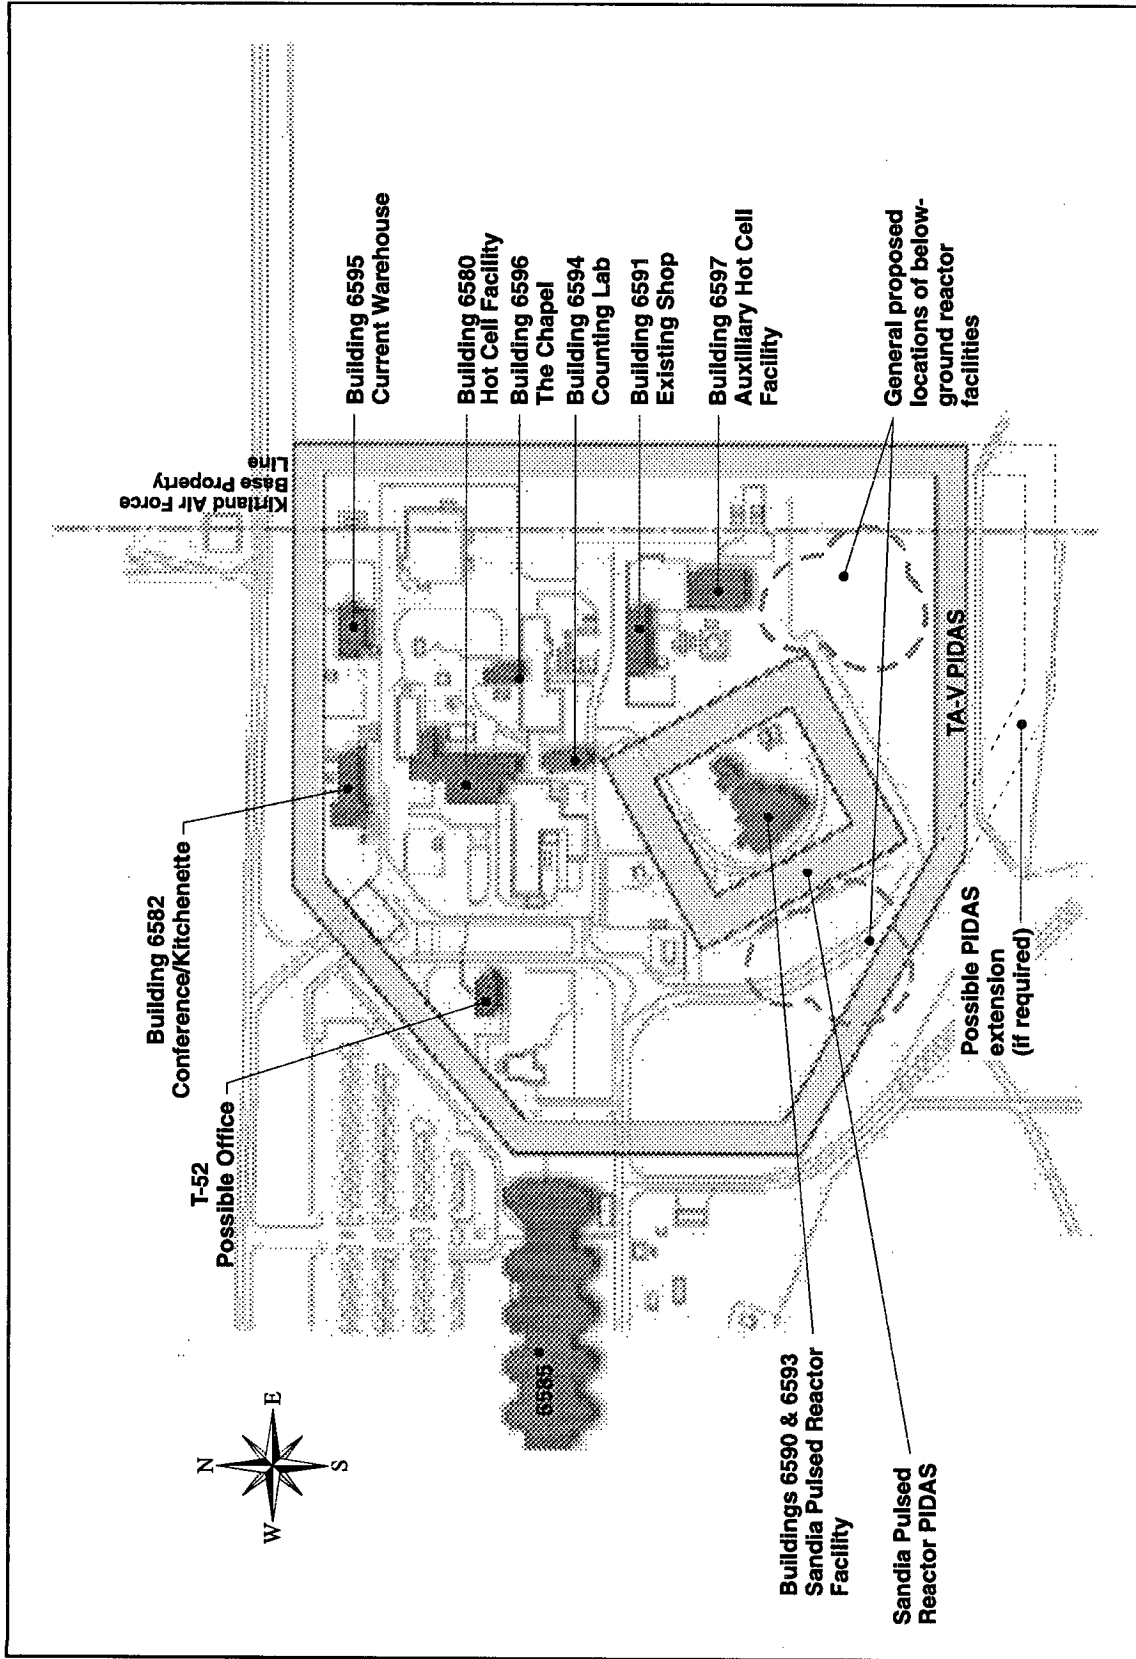 N
W
E
S
T-52
Possible Office
Building 6582
Conference/Kitchenette
Kirtland Air Force
Base Property
Line
Building 6595
Current Warehouse
Building 6580
Hot Cell Facility
Building 6596
The Chapel
Building 6594
Counting Lab
Building 6591
Existing Shop
Building 6597
Auxilliary Hot Cell
Facility
General proposed
locations of below-
ground reactor
facilities
6585
TA-V PIDAS
Buildings 6590 & 6593
Sandia Pulsed Reactor
Facility
Sandia Pulsed
Reactor PIDAS
Possible PIDAS
extension
(if required)